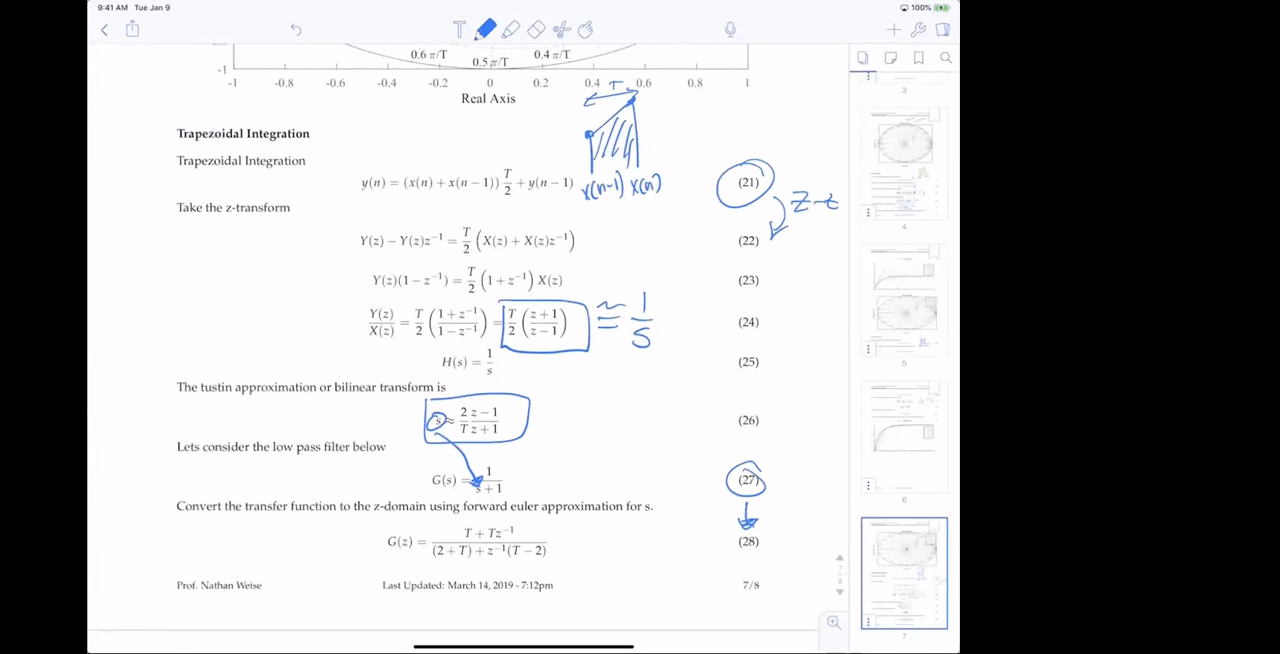 9:41 AM Tue Jan 9
100%
-1
0.6 π/T
0.5 π/T
0.4 π/T
-1 -0.8 -0.6 -0.4 -0.2 0 0.2 0.4 0.6 0.8 1
Real Axis
T
Trapezoidal Integration
Trapezoidal Integration
y(n) = (x(n) + x(n − 1)) T/2 + y(n − 1) (21)
x(n-1) x(n)
z-t
Take the z-transform
Y(z) − Y(z)z⁻¹ = T/2 (X(z) + X(z)z⁻¹) (22)
Y(z)(1 − z⁻¹) = T/2 (1 + z⁻¹) X(z) (23)
Y(z)/X(z) = T/2 ((1 + z⁻¹)/(1 − z⁻¹)) = T/2 ((z + 1)/(z − 1)) ≅ 1/s (24)
H(s) = 1/s (25)
The tustin approximation or bilinear transform is
s ≈ 2/T (z − 1)/(z + 1) (26)
Lets consider the low pass filter below
G(s) = 1/(s + 1) (27)
Convert the transfer function to the z-domain using forward euler approximation for s.
G(z) = (T + Tz⁻¹)/((2 + T) + z⁻¹(T − 2)) (28)
Prof. Nathan Weise Last Updated: March 14, 2019 - 7:12pm 7/8
3
4
5
6
7